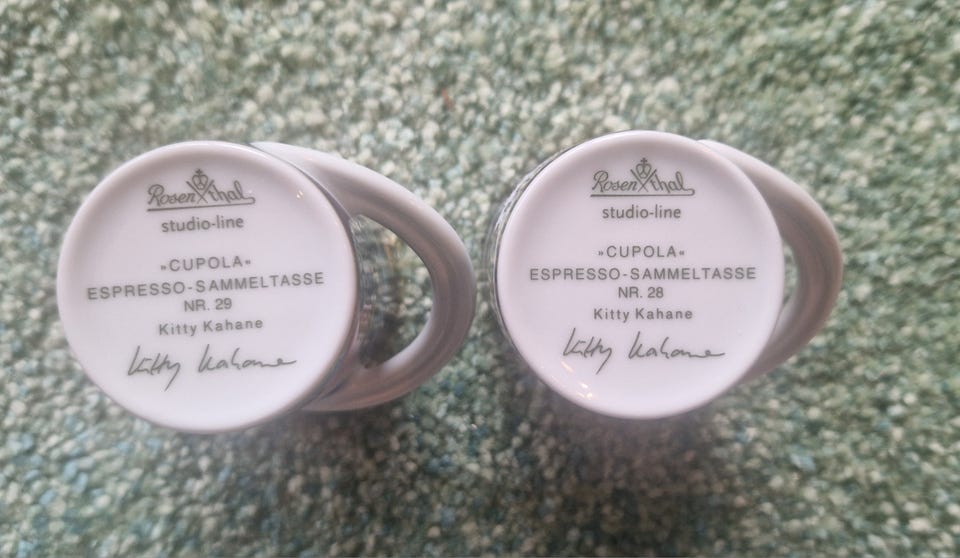 Rosenthal
studio-line
»CUPOLA«
ESPRESSO-SAMMELTASSE
NR. 29
Kitty Kahane
Kitty Kahane
Rosenthal
studio-line
»CUPOLA«
ESPRESSO-SAMMELTASSE
NR. 28
Kitty Kahane
Kitty Kahane